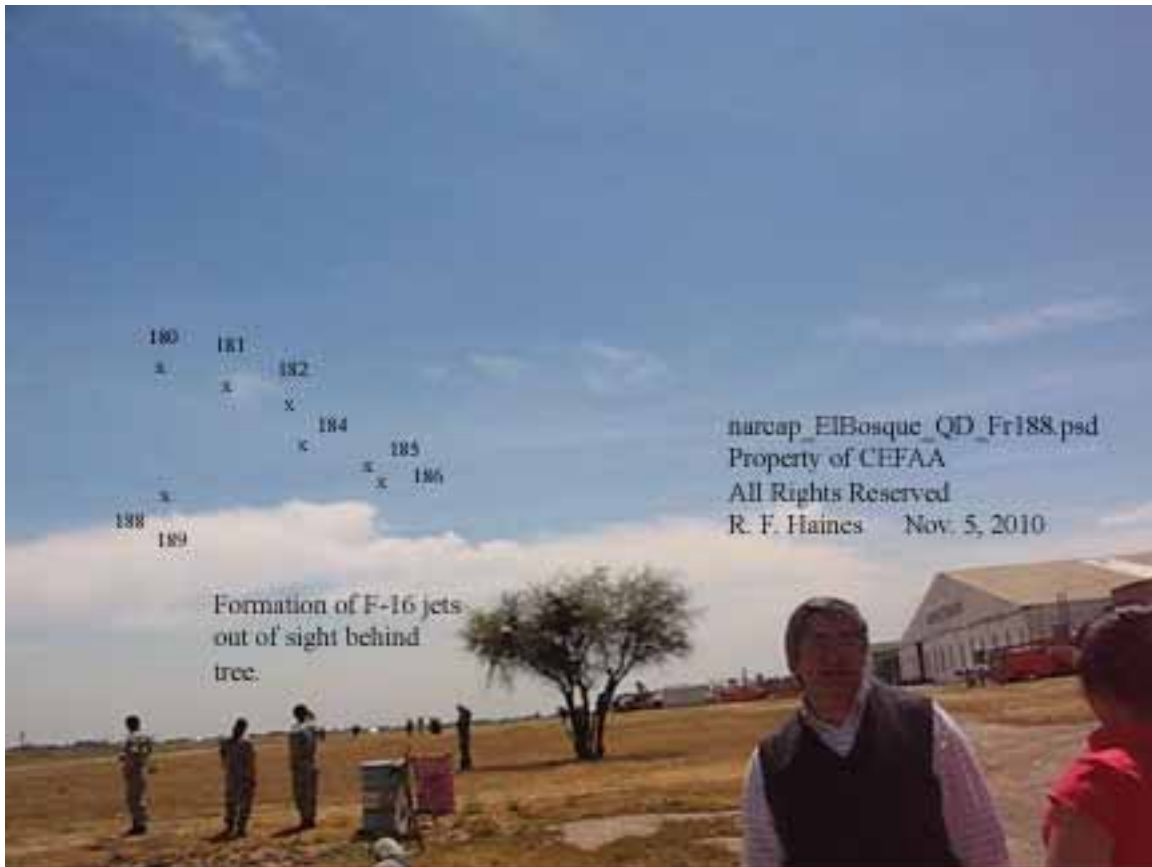 180
181
182
x
x
x
184
x
185
x
186
x
x
188
189
narcap_ElBosque_QD_Fr188.psd
Property of CEFAA
All Rights Reserved
R. F. Haines Nov. 5, 2010
Formation of F-16 jets
out of sight behind
tree.